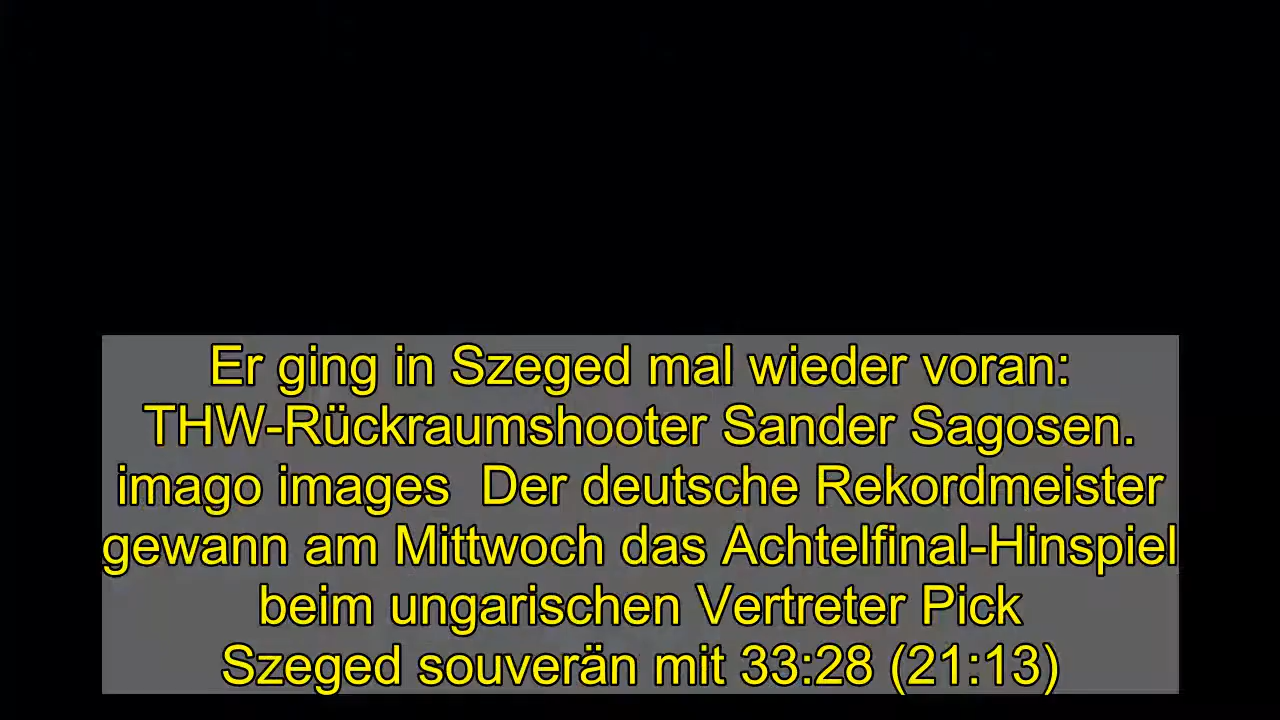 Er ging in Szeged mal wieder voran:
THW-Rückraumshooter Sander Sagosen.
imago images  Der deutsche Rekordmeister
gewann am Mittwoch das Achtelfinal-Hinspiel
beim ungarischen Vertreter Pick
Szeged souverän mit 33:28 (21:13)